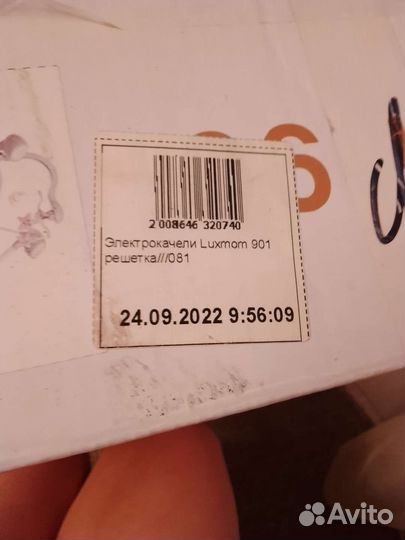 2 008646 320740
Электрокачели Luxmom 901
решетка///081
24.09.2022 9:56:09
Avito